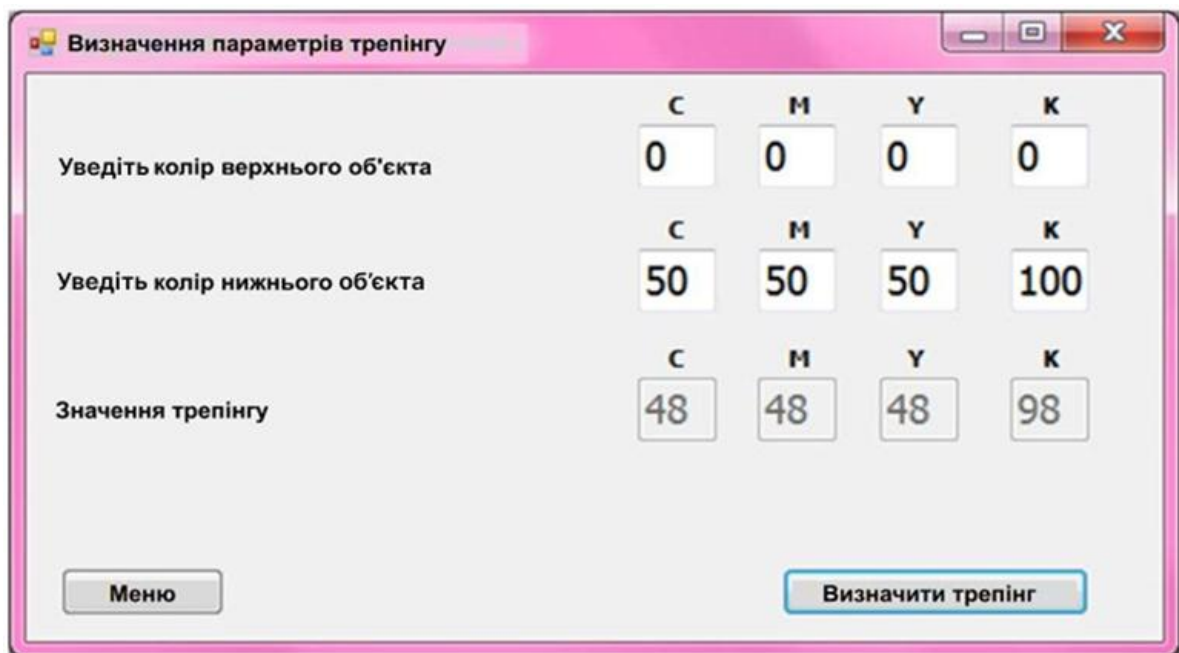 Визначення параметрів трепінгу
C M Y K
Уведіть колір верхнього об'єкта 0 0 0 0
C M Y K
Уведіть колір нижнього об'єкта 50 50 50 100
C M Y K
Значення трепінгу 48 48 48 98
Меню Визначити трепінг